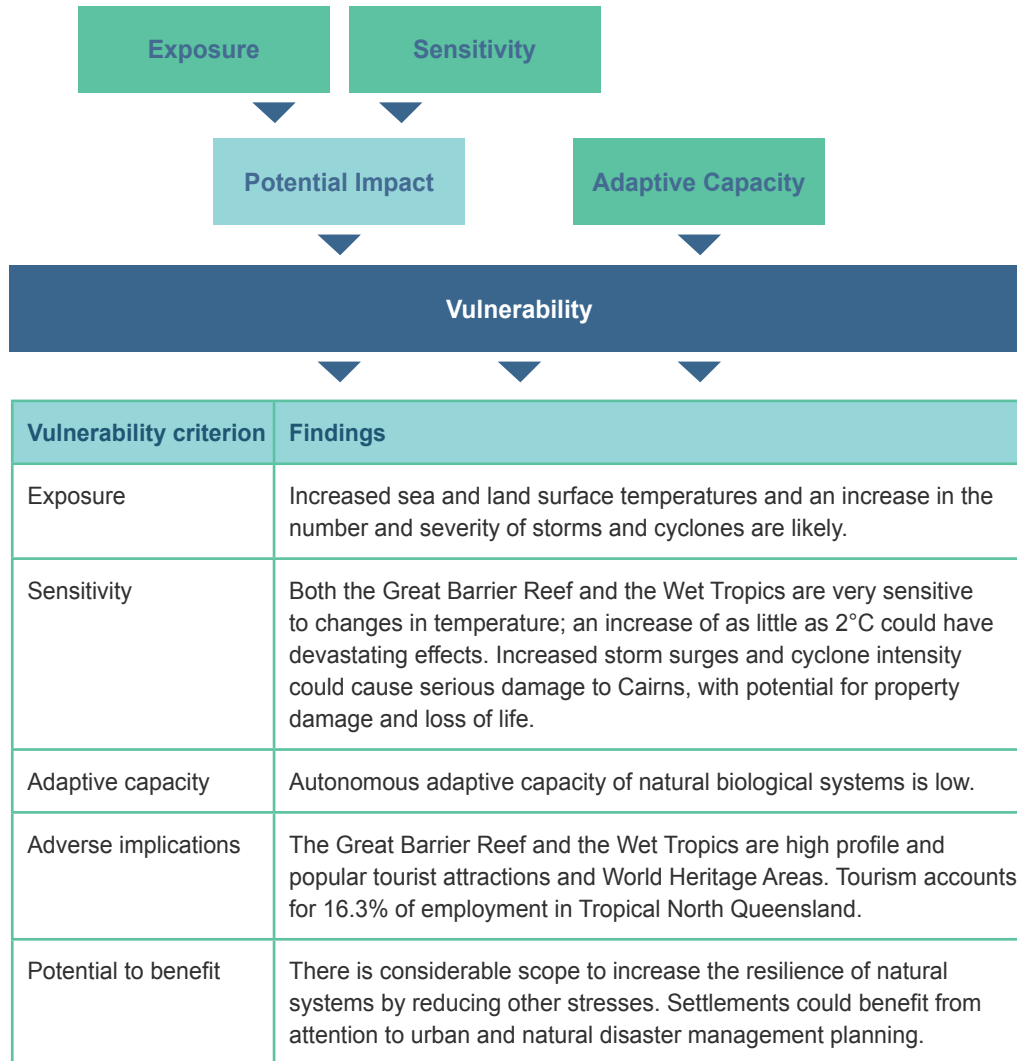 Exposure
Sensitivity
Potential Impact
Adaptive Capacity
Vulnerability
Vulnerability criterion
Findings
Exposure
Increased sea and land surface temperatures and an increase in the
number and severity of storms and cyclones are likely.
Sensitivity
Both the Great Barrier Reef and the Wet Tropics are very sensitive
to changes in temperature; an increase of as little as 2°C could have
devastating effects. Increased storm surges and cyclone intensity
could cause serious damage to Cairns, with potential for property
damage and loss of life.
Adaptive capacity
Autonomous adaptive capacity of natural biological systems is low.
Adverse implications
The Great Barrier Reef and the Wet Tropics are high profile and
popular tourist attractions and World Heritage Areas. Tourism accounts
for 16.3% of employment in Tropical North Queensland.
Potential to benefit
There is considerable scope to increase the resilience of natural
systems by reducing other stresses. Settlements could benefit from
attention to urban and natural disaster management planning.